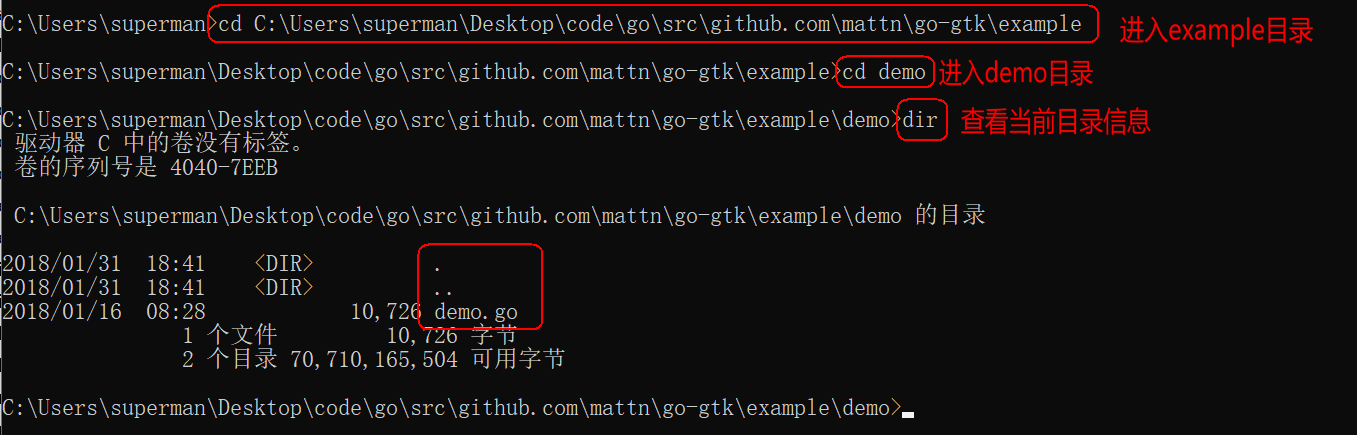 C:\Users\superman>cd C:\Users\superman\Desktop\code\go\src\github.com\mattn\go-gtk\example 进入example目录
C:\Users\superman\Desktop\code\go\src\github.com\mattn\go-gtk\example>cd demo 进入demo目录
C:\Users\superman\Desktop\code\go\src\github.com\mattn\go-gtk\example\demo>dir 查看当前目录信息
驱动器 C 中的卷没有标签。
卷的序列号是 4040-7EEB
C:\Users\superman\Desktop\code\go\src\github.com\mattn\go-gtk\example\demo 的目录
2018/01/31 18:41 <DIR> .
2018/01/31 18:41 <DIR> ..
2018/01/16 08:28 10,726 demo.go
1 个文件 10,726 字节
2 个目录 70,710,165,504 可用字节
C:\Users\superman\Desktop\code\go\src\github.com\mattn\go-gtk\example\demo>